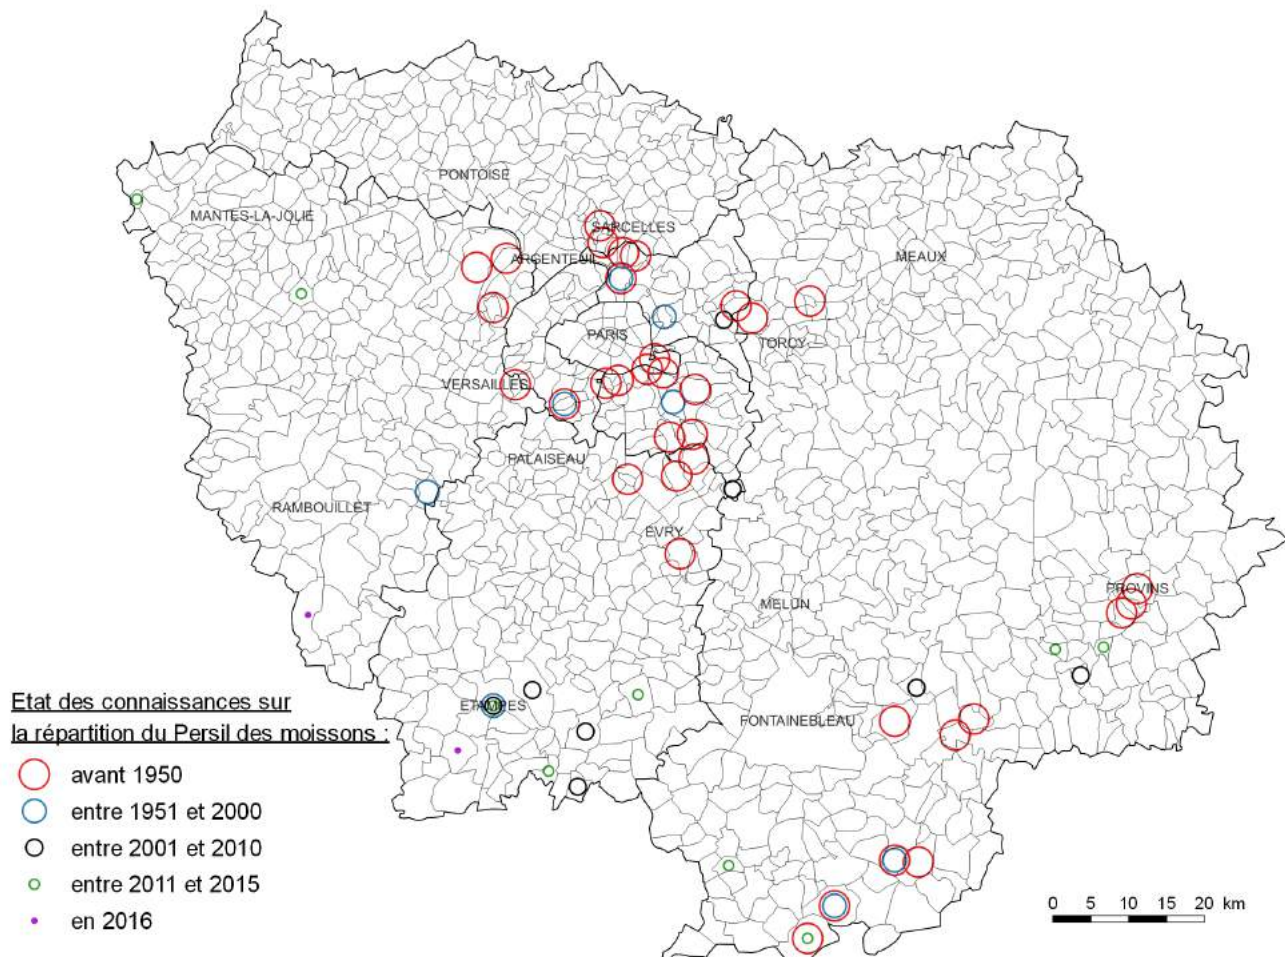 PONTOISE
MANTES-LA-JOLIE
SARCELLES
ARGENTEUIL
MEAUX
PARIS
TORCY
VERSAILLES
PALAISEAU
RAMBOUILLET
EVRY
PROVINS
MELUN
ETAMPES
FONTAINEBLEAU
Etat des connaissances sur
la répartition du Persil des moissons :
avant 1950
entre 1951 et 2000
entre 2001 et 2010
entre 2011 et 2015
en 2016
0 5 10 15 20 km